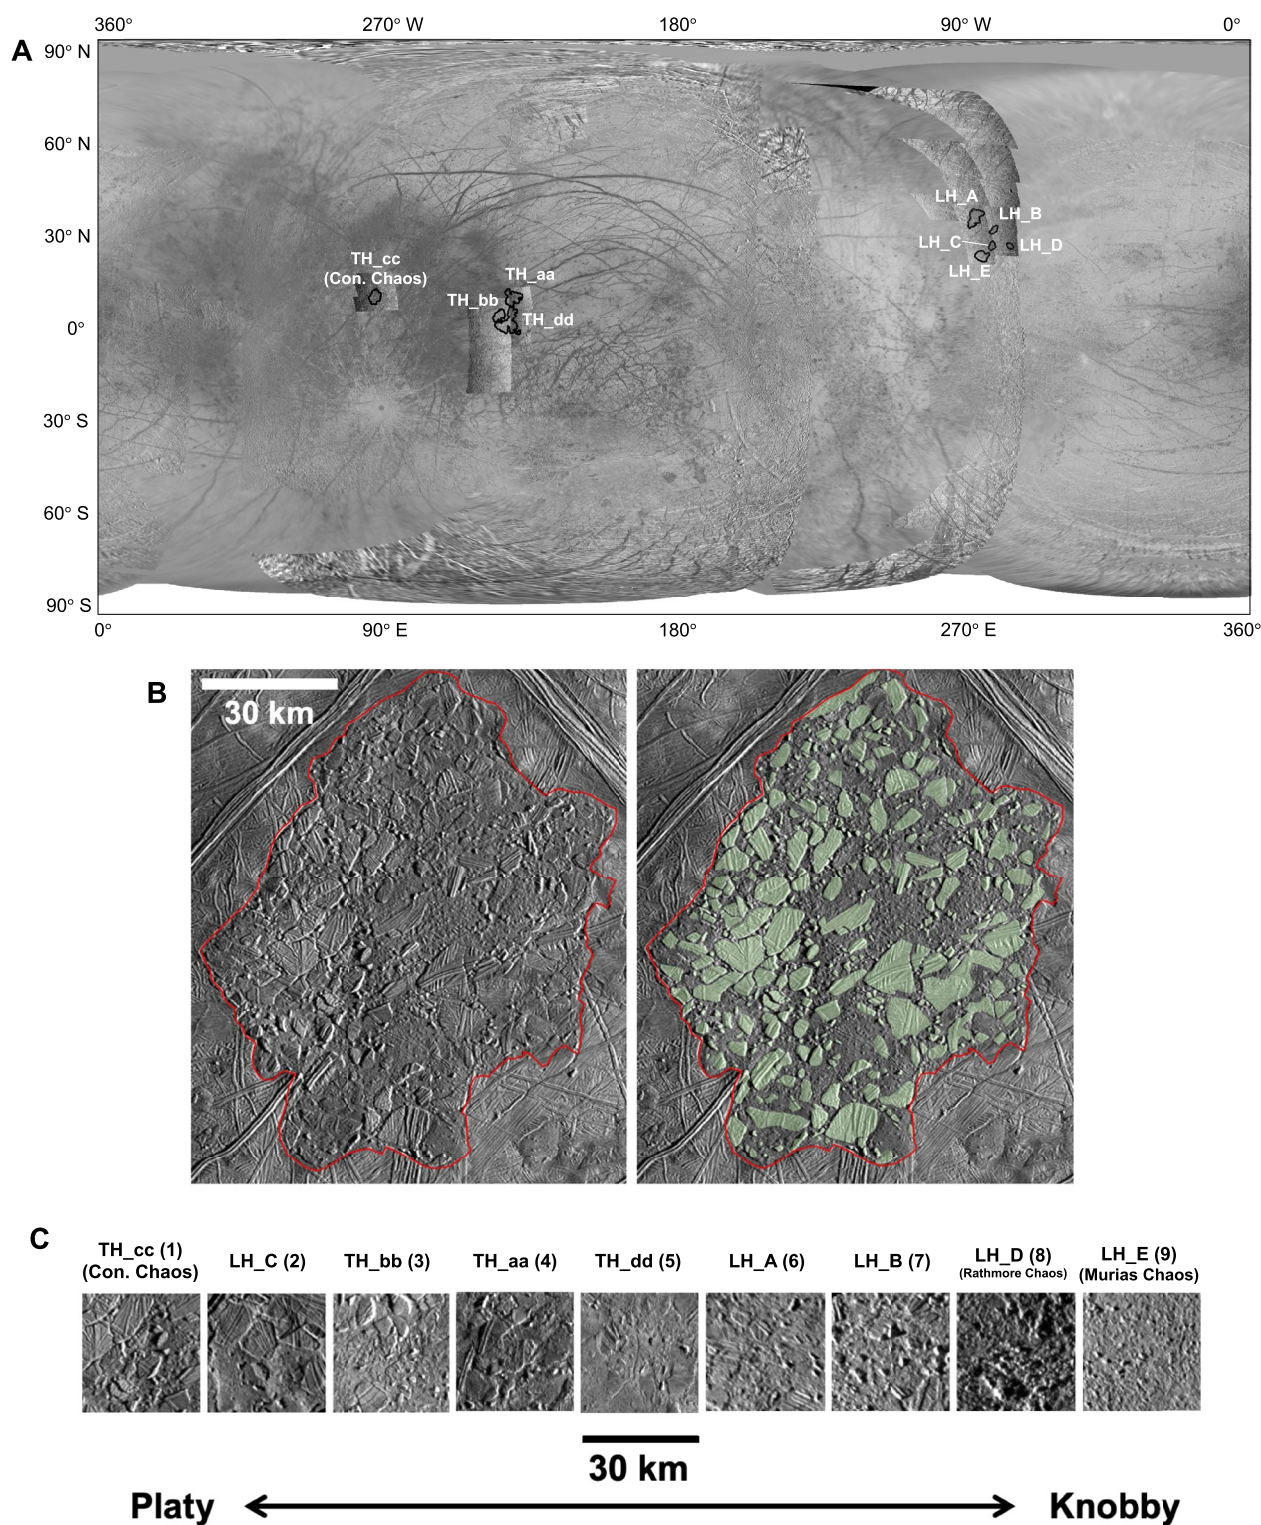 360° 270° W 180° 90° W 0°
A
90° N
60° N
30° N
0°
30° S
60° S
90° S
LH_A
LH_B
LH_C
LH_D
LH_E
TH_cc
(Con. Chaos)
TH_aa
TH_bb
TH_dd
0° 90° E 180° 270° E 360°
B
30 km
C
TH_cc (1)
(Con. Chaos)
LH_C (2)
TH_bb (3)
TH_aa (4)
TH_dd (5)
LH_A (6)
LH_B (7)
LH_D (8)
(Rathmore Chaos)
LH_E (9)
(Murias Chaos)
30 km
Platy Knobby